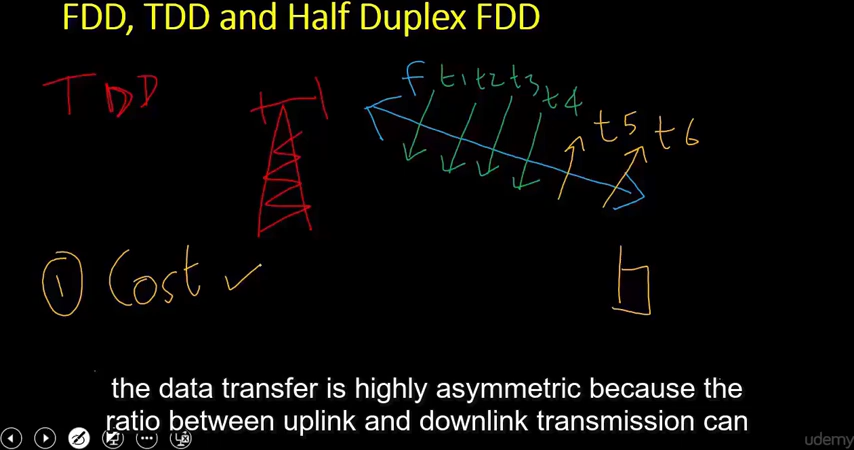 FDD, TDD and Half Duplex FDD
TDD
f t1 t2 t3 t4 t5 t6
① Cost ✓
the data transfer is highly asymmetric because the
ratio between uplink and downlink transmission can
udemy